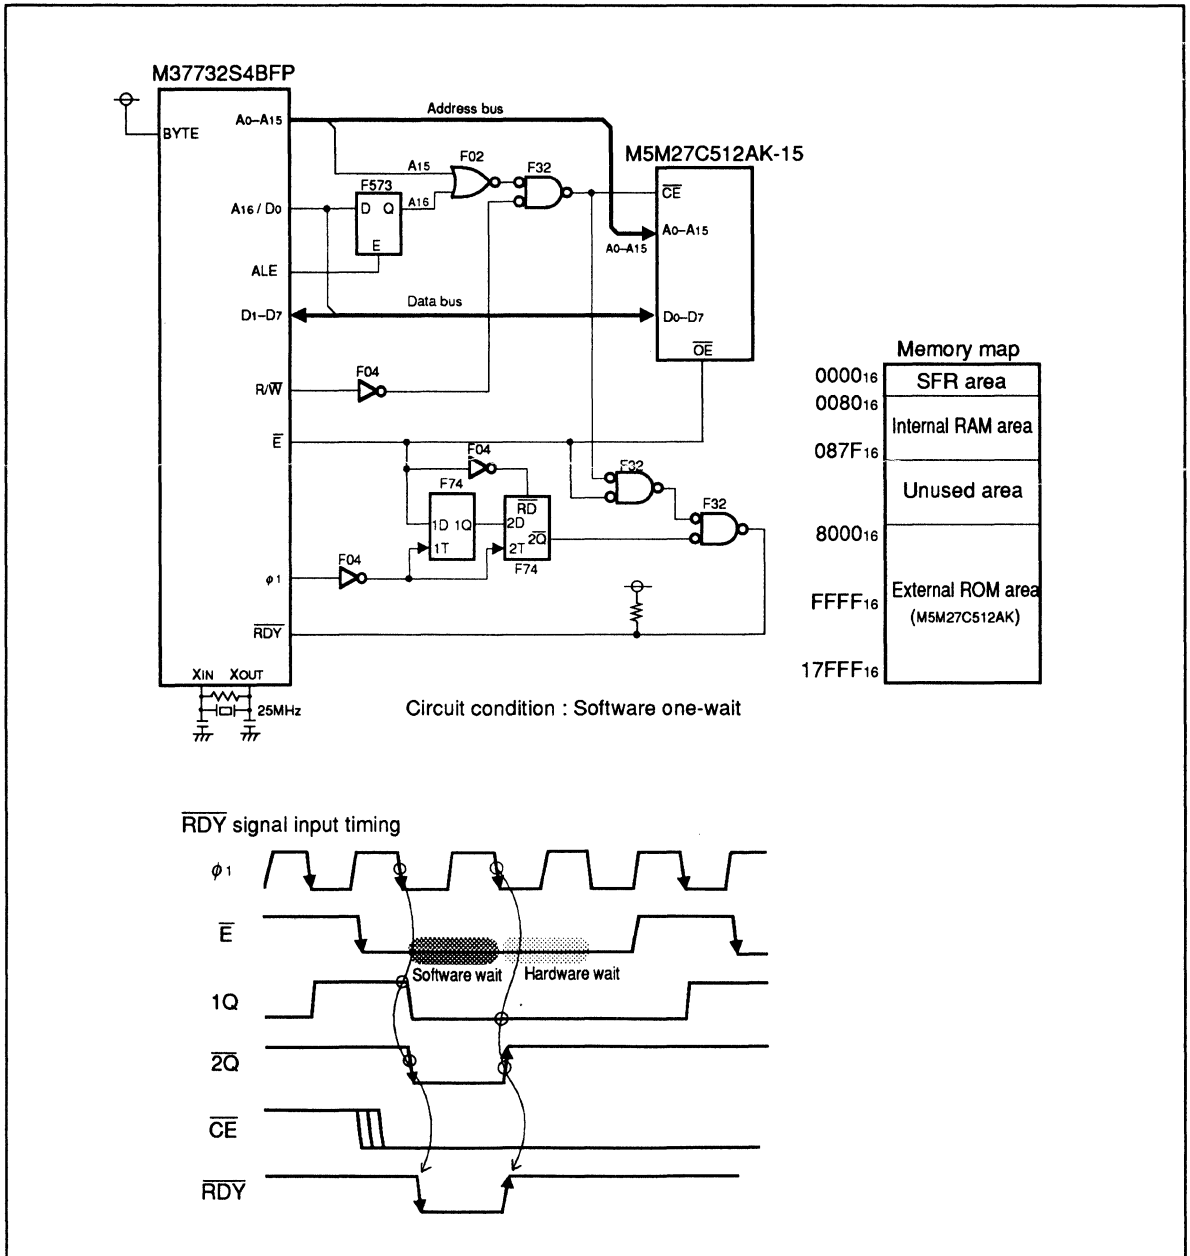 M37732S4BFP
BYTE
A0–A15
Address bus
M5M27C512AK-15
F02
F32
A15
F573
A16 / D0
D Q
A16
E
CE
A0–A15
A0–A15
ALE
D1–D7
Data bus
D0–D7
OE
F04
R/W
Memory map
0000₁₆
SFR area
0080₁₆
Internal RAM area
087F₁₆
Unused area
8000₁₆
External ROM area
(M5M27C512AK)
FFFF₁₆
17FFF₁₆
E
F04
F32
F74
RD
1D 1Q
2D
2Q
1T
2T
F74
F32
F04
ϕ1
RDY
XIN XOUT
25MHz
Circuit condition : Software one-wait
RDY signal input timing
ϕ1
E
Software wait
Hardware wait
1Q
2Q
CE
RDY